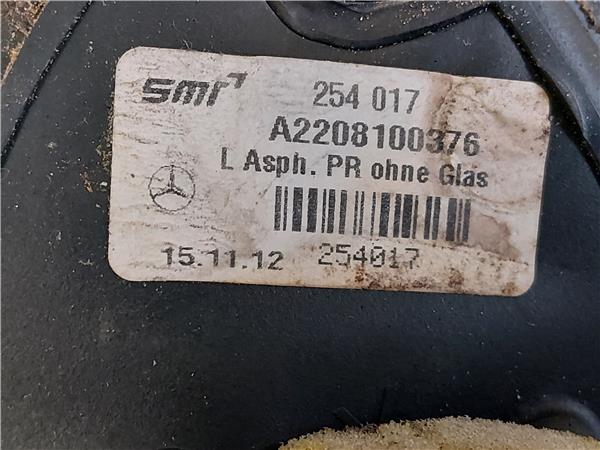 smr 254 017
A2208100376
L Asph. PR ohne Glas
15.11.12 254017